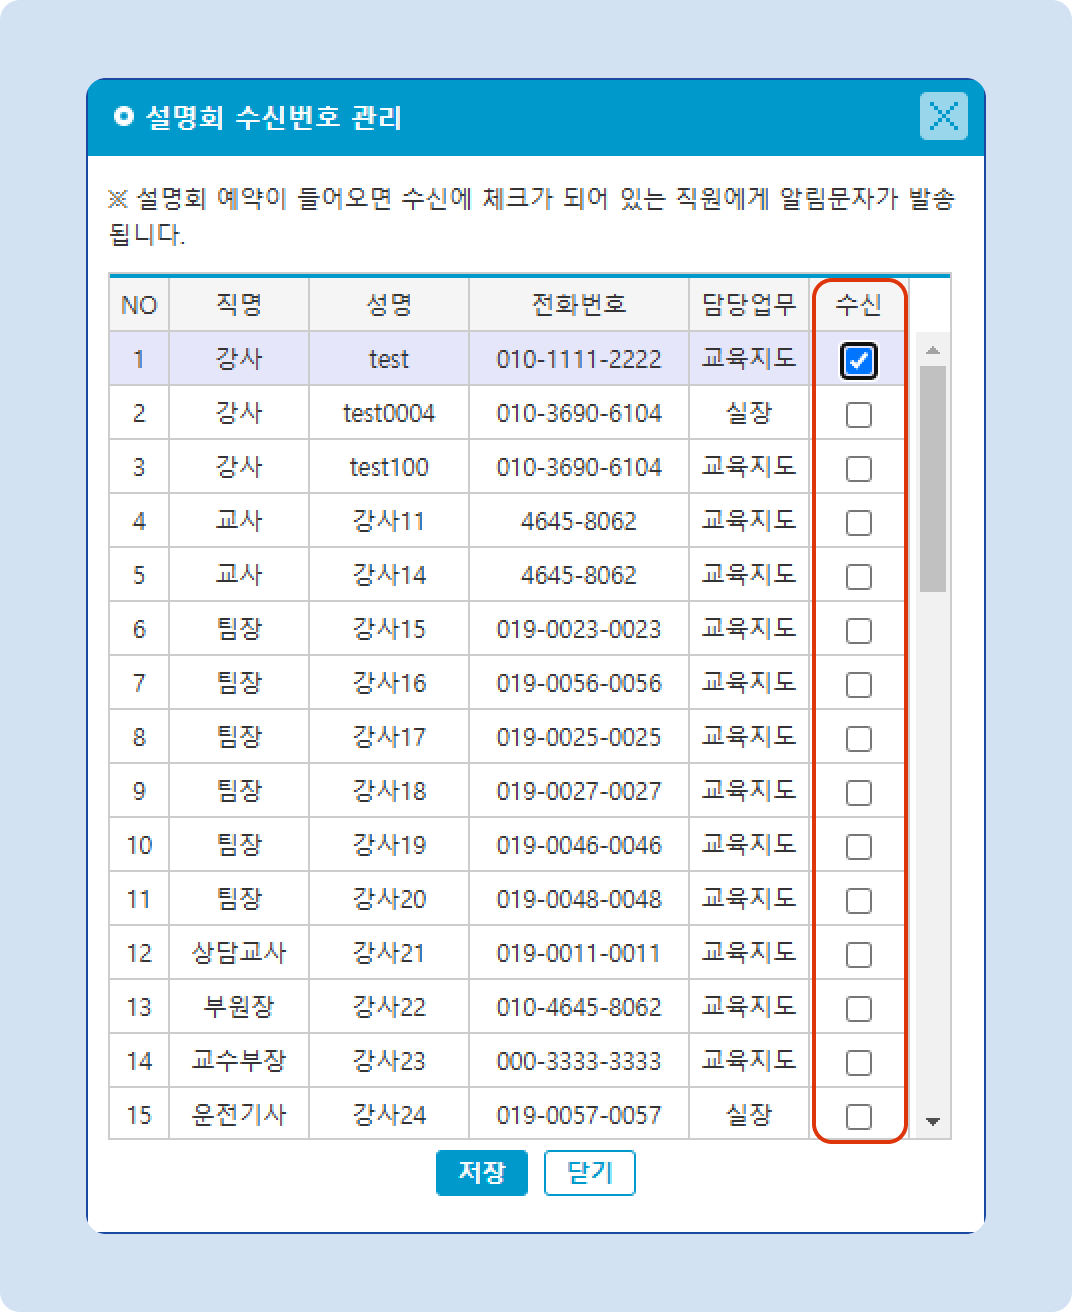 설명회 수신번호 관리
※ 설명회 예약이 들어오면 수신에 체크가 되어 있는 직원에게 알림문자가 발송
됩니다.
NO 직명 성명 전화번호 담당업무 수신
1 강사 test 010-1111-2222 교육지도
2 강사 test0004 010-3690-6104 실장
3 강사 test100 010-3690-6104 교육지도
4 교사 강사11 4645-8062 교육지도
5 교사 강사14 4645-8062 교육지도
6 팀장 강사15 019-0023-0023 교육지도
7 팀장 강사16 019-0056-0056 교육지도
8 팀장 강사17 019-0025-0025 교육지도
9 팀장 강사18 019-0027-0027 교육지도
10 팀장 강사19 019-0046-0046 교육지도
11 팀장 강사20 019-0048-0048 교육지도
12 상담교사 강사21 019-0011-0011 교육지도
13 부원장 강사22 010-4645-8062 교육지도
14 교수부장 강사23 000-3333-3333 교육지도
15 운전기사 강사24 019-0057-0057 실장
저장 닫기